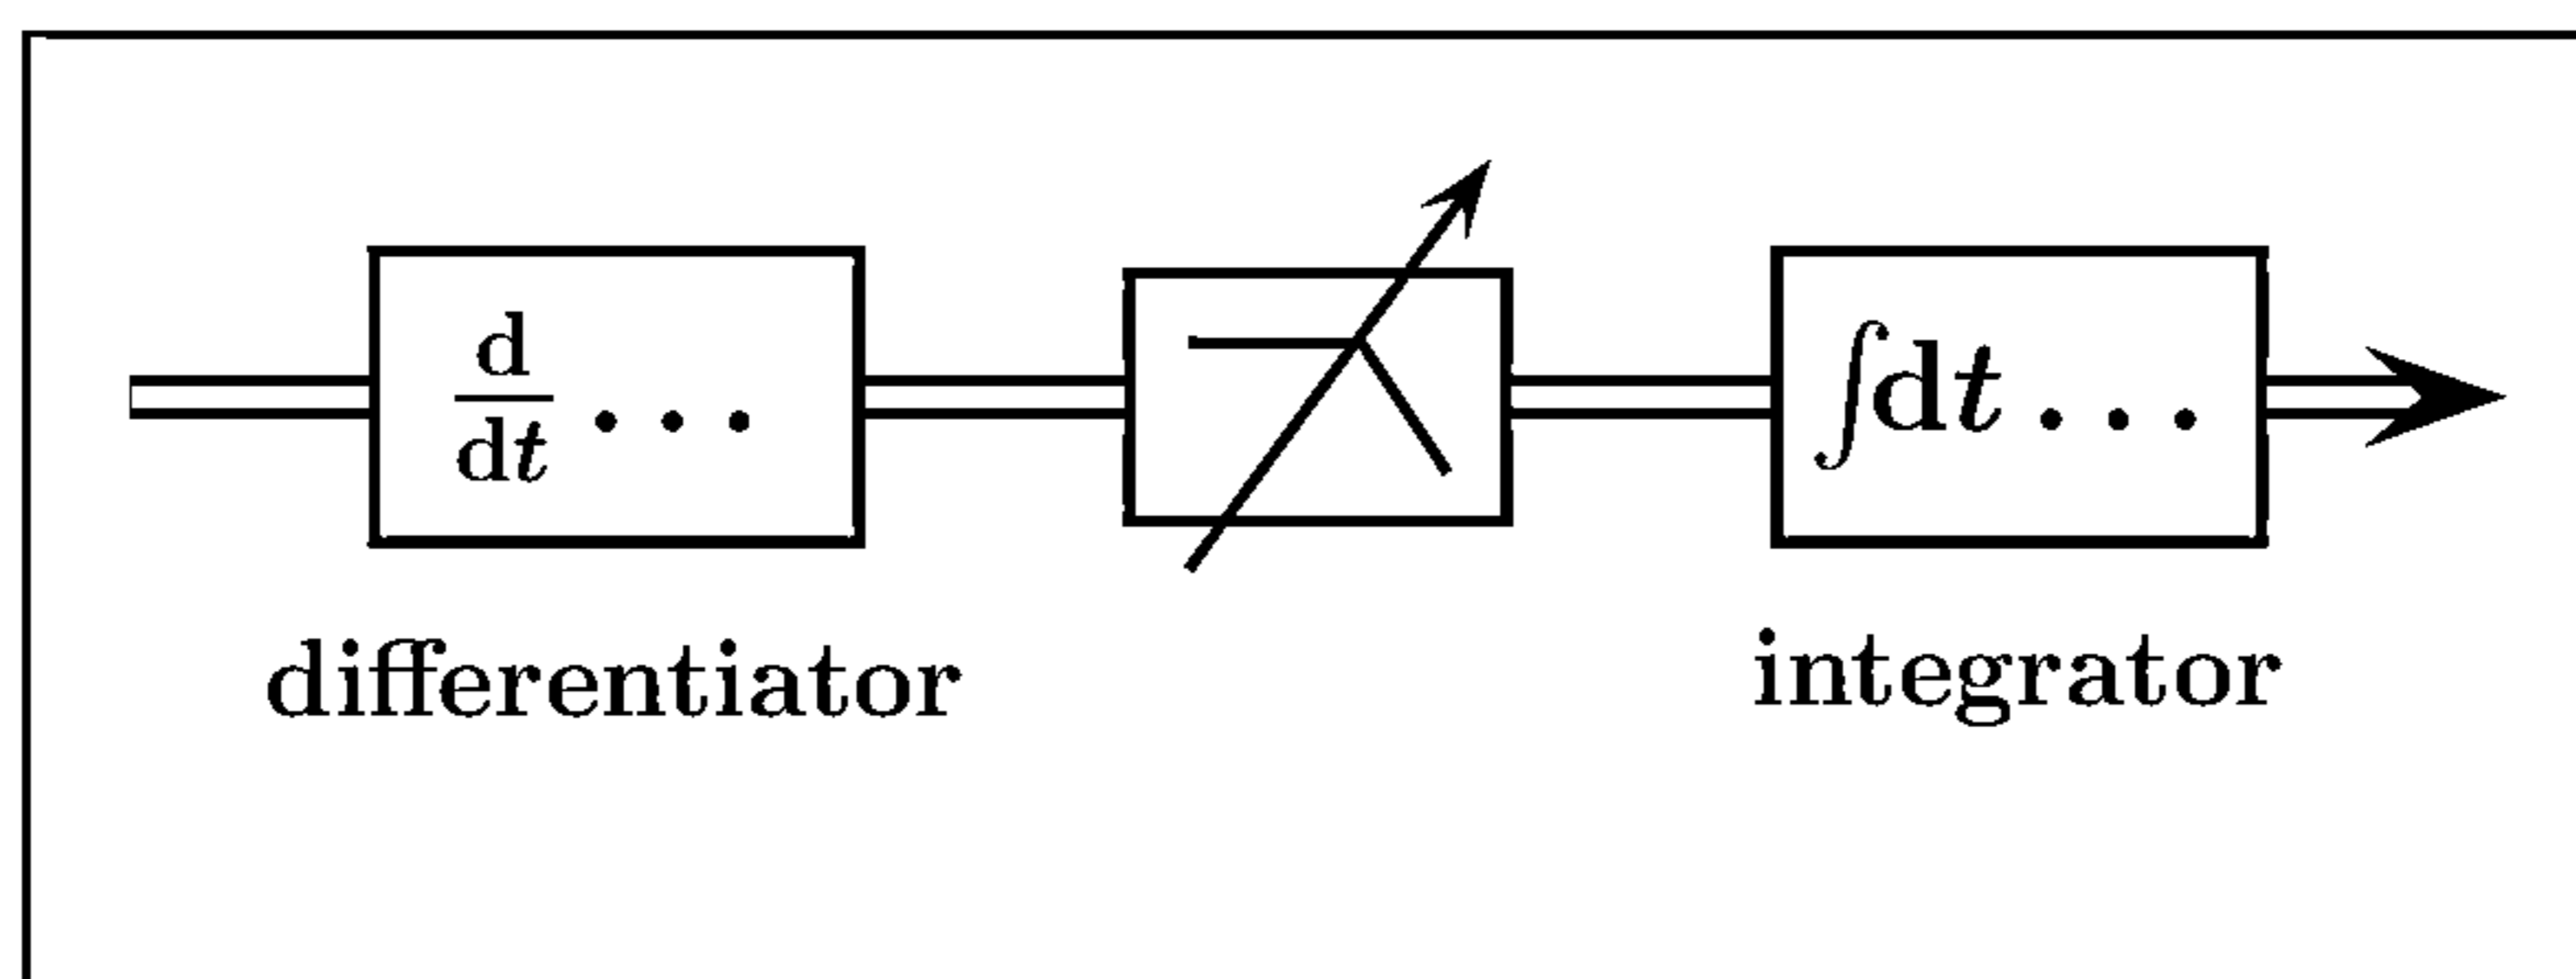 d/dt ... ∫dt ...
differentiator integrator